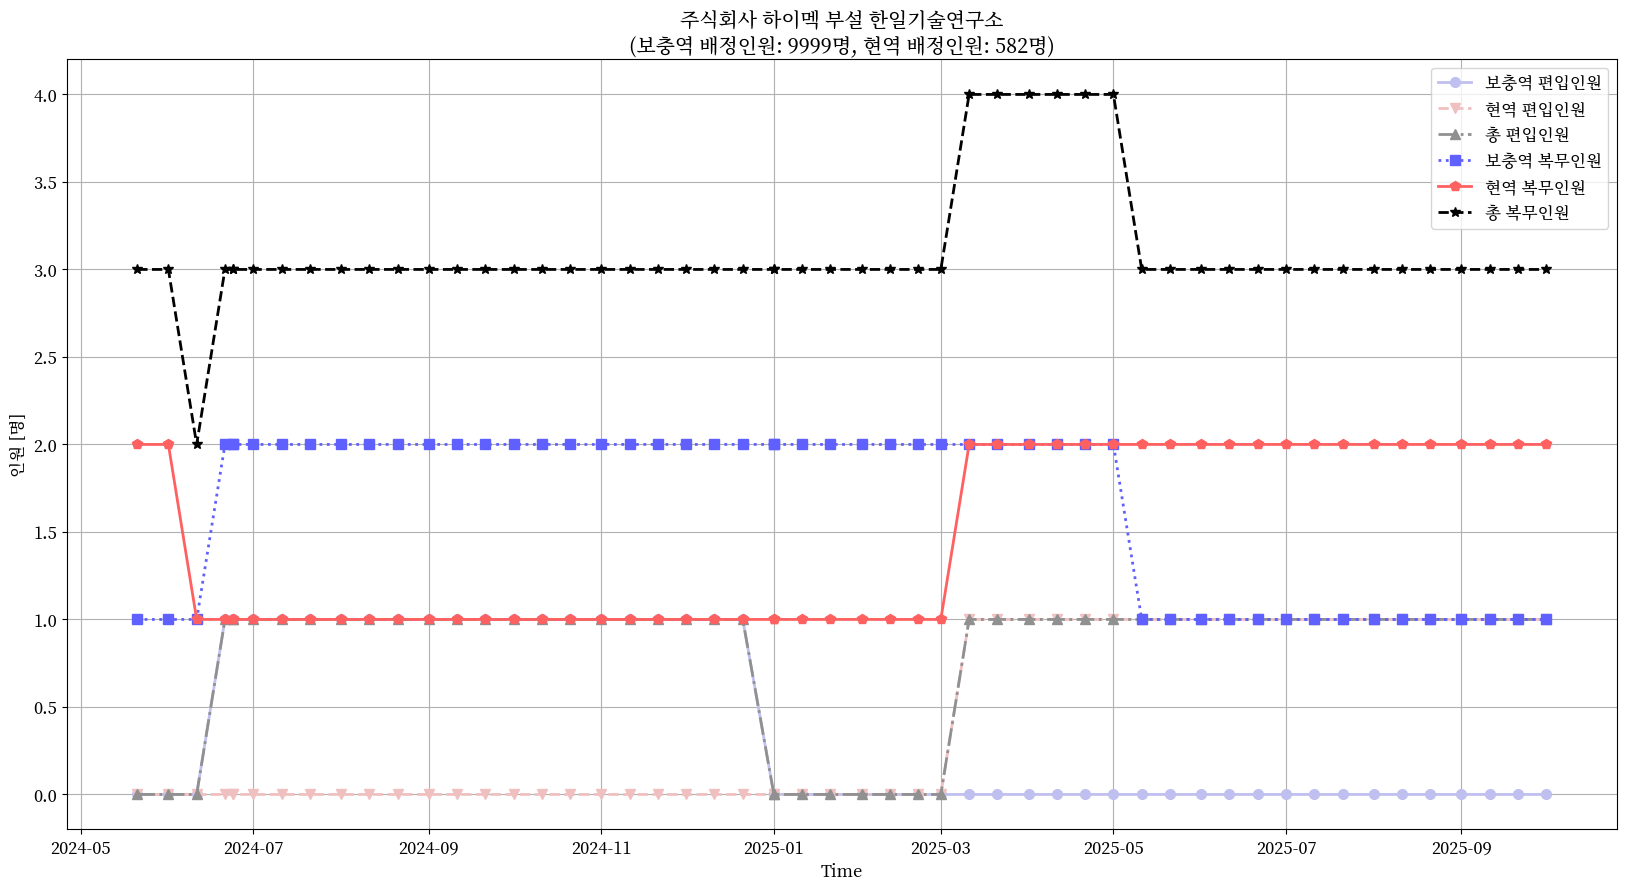 주식회사 하이멕 부설 한일기술연구소
(보충역 배정인원: 9999명, 현역 배정인원: 582명)
보충역 편입인원
현역 편입인원
총 편입인원
보충역 복무인원
현역 복무인원
총 복무인원
인원 [명]
4.0
3.5
3.0
2.5
2.0
1.5
1.0
0.5
0.0
2024-05
2024-07
2024-09
2024-11
2025-01
2025-03
2025-05
2025-07
2025-09
Time